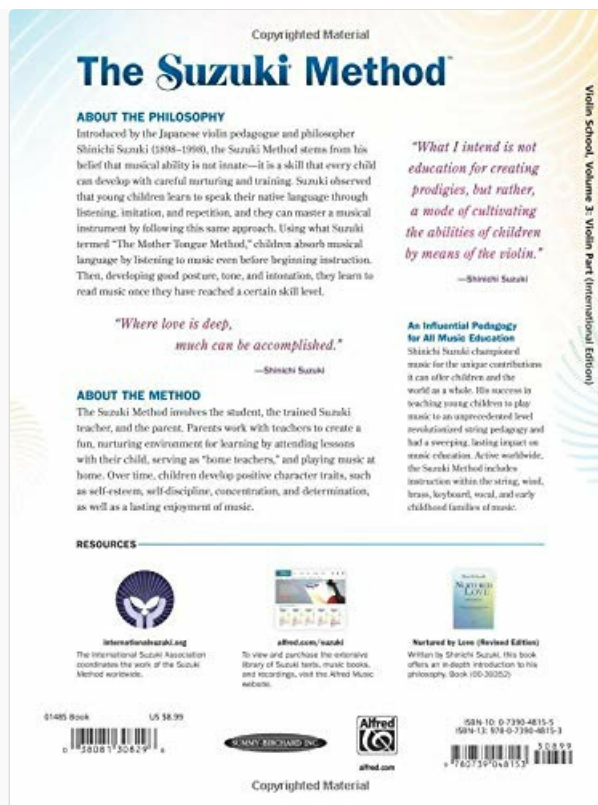 Copyrighted Material
The Suzuki Method™
ABOUT THE PHILOSOPHY
Introduced by the Japanese violin pedagogue and philosopher
Shinichi Suzuki (1898–1998), the Suzuki Method stems from his
belief that musical ability is not innate—it is a skill that every child
can develop with careful nurturing and training. Suzuki observed
that young children learn to speak their native language through
listening, imitation, and repetition, and they can master a musical
instrument by following this same approach. Using what Suzuki
termed “The Mother Tongue Method,” children absorb musical
language by listening to music even before beginning instruction.
Then, developing good posture, tone, and intonation, they learn to
read music once they have reached a certain skill level.
“Where love is deep,
much can be accomplished.”
—Shinichi Suzuki
ABOUT THE METHOD
The Suzuki Method involves the student, the trained Suzuki
teacher, and the parent. Parents work with teachers to create a
fun, nurturing environment for learning by attending lessons
with their child, serving as “home teachers,” and playing music at
home. Over time, children develop positive character traits, such
as self-esteem, self-discipline, concentration, and determination,
as well as a lasting enjoyment of music.
“What I intend is not
education for creating
prodigies, but rather,
a mode of cultivating
the abilities of children
by means of the violin.”
—Shinichi Suzuki
An Influential Pedagogy
for All Music Education
Shinichi Suzuki championed
music for the unique contributions
it can offer children and the
world as a whole. His success in
teaching young children to play
music to an unprecedented level
revolutionized string pedagogy and
had a sweeping, lasting impact on
music education. Active worldwide,
the Suzuki Method includes
instruction within the string, wind,
brass, keyboard, vocal, and early
childhood families of music.
Violin School, Volume 3: Violin Part (International Edition)
RESOURCES
internationalsuzuki.org
The International Suzuki Association
coordinates the work of the Suzuki
Method worldwide.
alfred.com/suzuki
To view and purchase the extensive
library of Suzuki texts, music books,
and recordings, visit the Alfred Music
website.
NURTURED
BY LOVE
Nurtured by Love (Revised Edition)
Written by Shinichi Suzuki, this book
offers an in-depth introduction to his
philosophy. Book (00-39352)
0148S Book
US $8.99
0 38081 30829 6
SUMMY-BIRCHARD INC.
Alfred
alfred.com
ISBN-10: 0-7390-4815-5
ISBN-13: 978-0-7390-4815-3
50899
9 780739 048153
Copyrighted Material